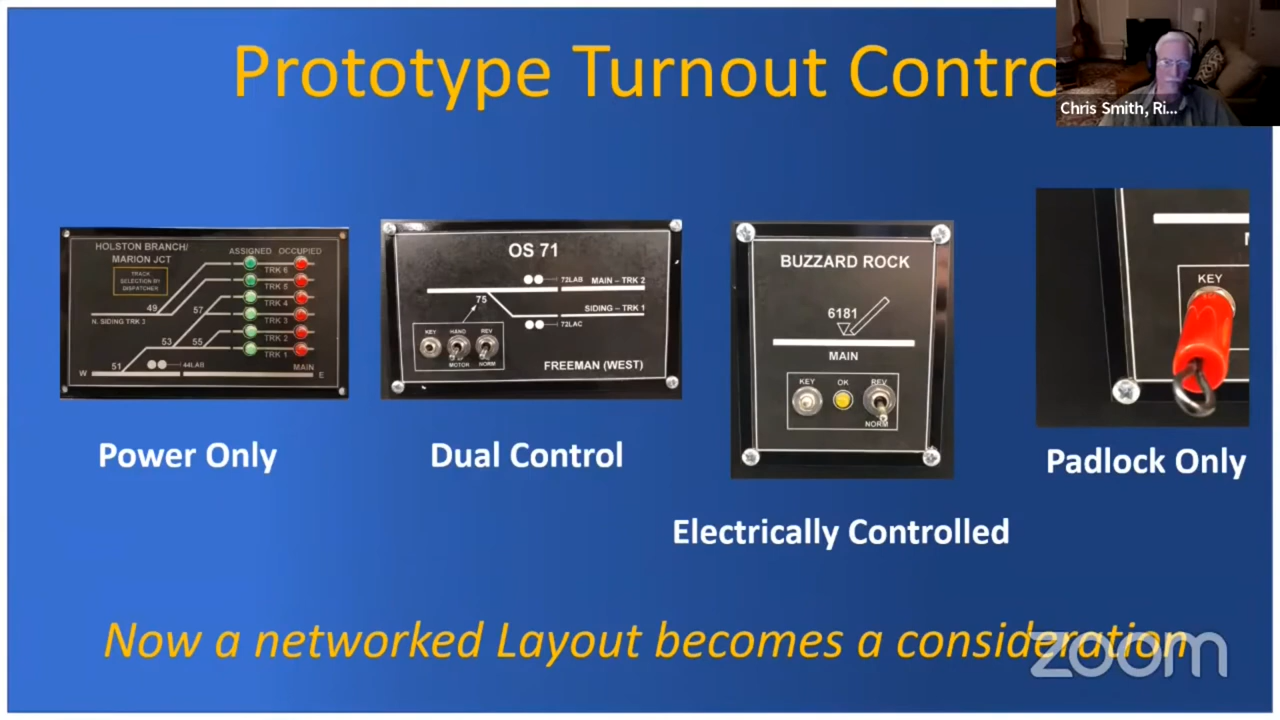 Prototype Turnout Contro
Chris Smith, Ri...
HOLSTON BRANCH/
MARION JCT
TRACK
SELECTION BY
DISPATCHER
ASSIGNED OCCUPIED
TRK 6
TRK 5
TRK 4
TRK 3
TRK 2
TRK 1
49
57
N. SIDING TRK 3
53
55
51
44LAR
W
MAIN
E
Power Only
OS 71
72LAB
MAIN – TRK 2
75
SIDING – TRK 1
72LAC
KEY
HAND
REV
MOTOR
NORM
FREEMAN (WEST)
Dual Control
BUZZARD ROCK
6181
MAIN
KEY
OK
REV
NORM
Electrically Controlled
KEY
Padlock Only
Now a networked Layout becomes a consideration
zoom